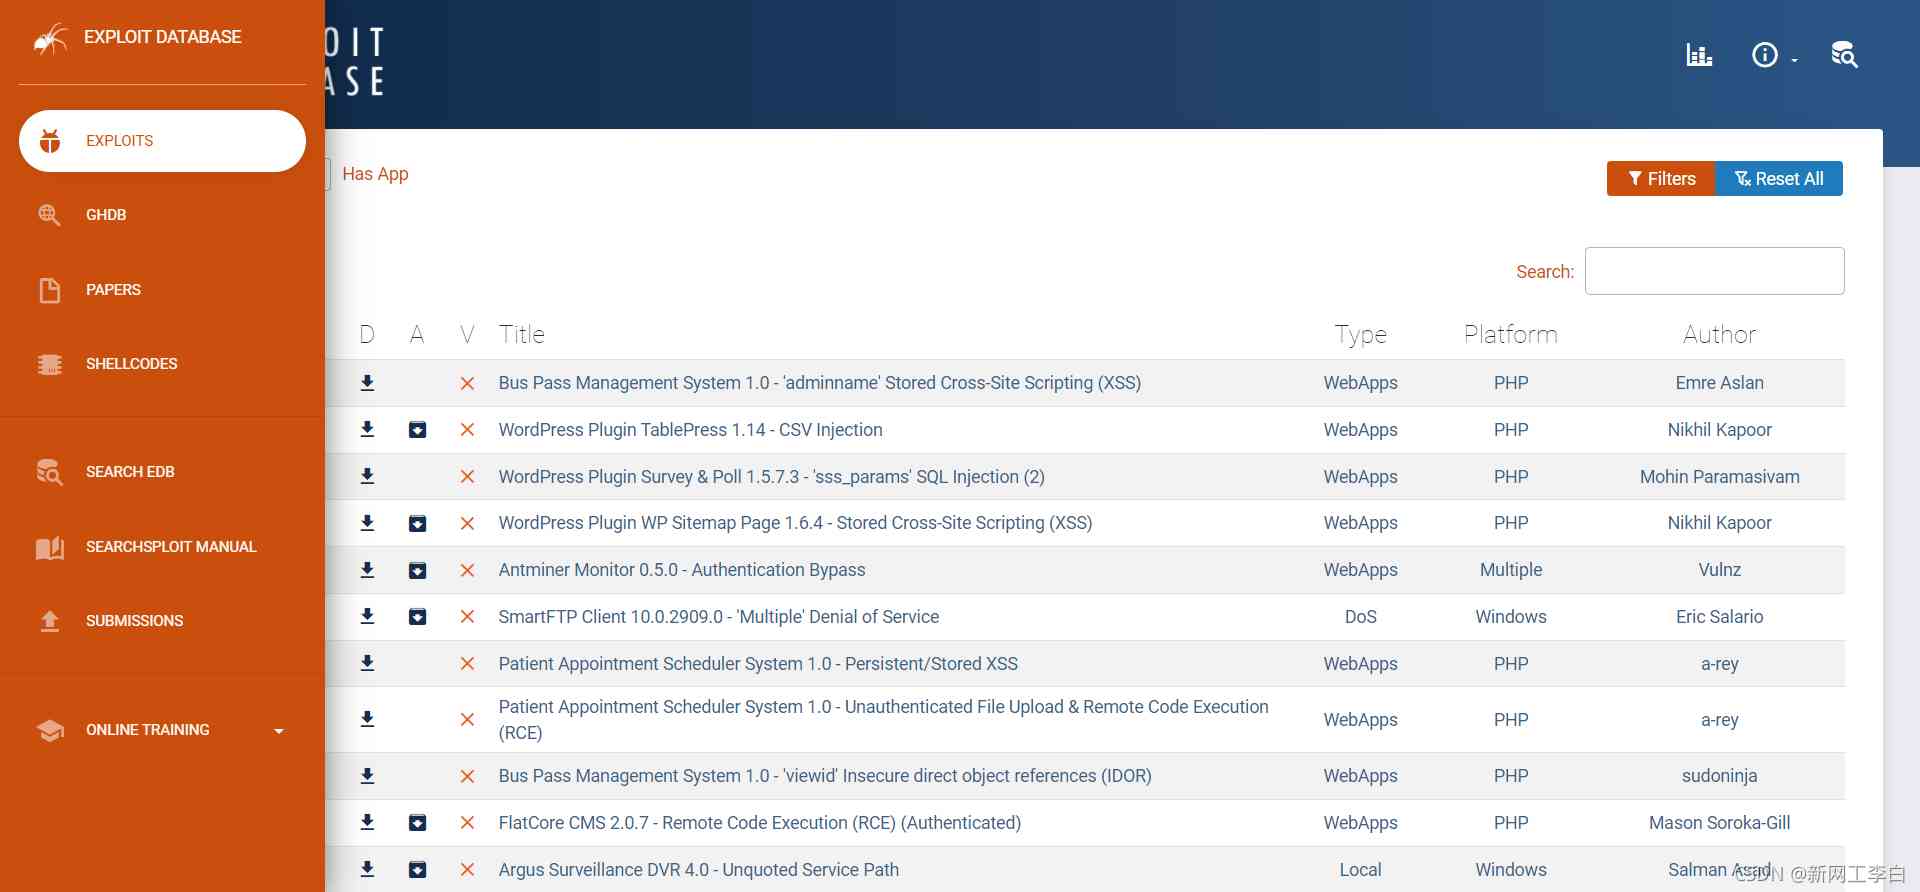 EXPLOIT DATABASE
EXPLOITS
GHDB
PAPERS
SHELLCODES
SEARCH EDB
SEARCHSPLOIT MANUAL
SUBMISSIONS
ONLINE TRAINING
OIT
ASE
Has App
Filters
Reset All
Search:
D A V Title Type Platform Author
Bus Pass Management System 1.0 - 'adminname' Stored Cross-Site Scripting (XSS) WebApps PHP Emre Aslan
WordPress Plugin TablePress 1.14 - CSV Injection WebApps PHP Nikhil Kapoor
WordPress Plugin Survey & Poll 1.5.7.3 - 'sss_params' SQL Injection (2) WebApps PHP Mohin Paramasivam
WordPress Plugin WP Sitemap Page 1.6.4 - Stored Cross-Site Scripting (XSS) WebApps PHP Nikhil Kapoor
Antminer Monitor 0.5.0 - Authentication Bypass WebApps Multiple Vulnz
SmartFTP Client 10.0.2909.0 - 'Multiple' Denial of Service DoS Windows Eric Salario
Patient Appointment Scheduler System 1.0 - Persistent/Stored XSS WebApps PHP a-rey
Patient Appointment Scheduler System 1.0 - Unauthenticated File Upload & Remote Code Execution
(RCE) WebApps PHP a-rey
Bus Pass Management System 1.0 - 'viewid' Insecure direct object references (IDOR) WebApps PHP sudoninja
FlatCore CMS 2.0.7 - Remote Code Execution (RCE) (Authenticated) WebApps PHP Mason Soroka-Gill
Argus Surveillance DVR 4.0 - Unquoted Service Path Local Windows Salman Asad
CSDN @新网工李白